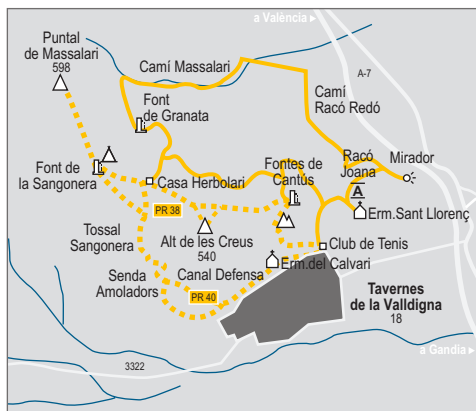 a València
Puntal
de Massalari
598
Camí Massalari
A-7
Camí
Racó Redó
Font
de Granata
Font de
la Sangonera
Casa Herbolari
Fontes de
Cantus
Racó
Joana
Mirador
A
Erm.Sant Llorenç
PR 38
Tossal
Sangonera
Alt de les Creus
540
Club de Tenis
Canal Defensa
Erm.del Calvari
Senda
Amoladors
PR 40
Tavernes
de la Valldigna
18
a Gandia
3322